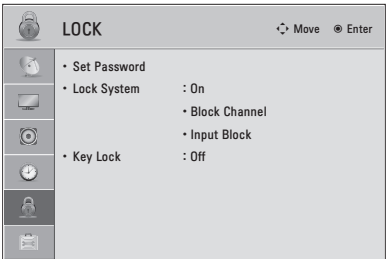 LOCK
Move
Enter
• Set Password
• Lock System : On
• Block Channel
• Input Block
• Key Lock : Off